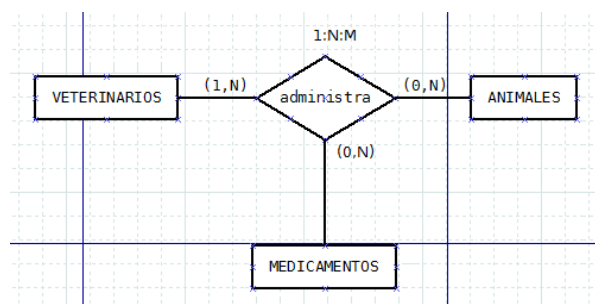 1:N:M
(1,N)
(0,N)
VETERINARIOS
administra
ANIMALES
(0,N)
MEDICAMENTOS